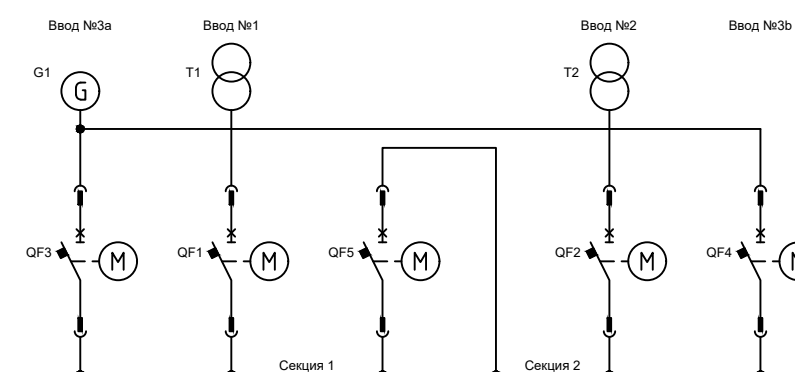 Ввод №3а
Ввод №1
Ввод №2
Ввод №3b
G1
G
T1
T2
QF3
M
QF1
M
QF5
M
QF2
M
QF4
Секция 1
Секция 2